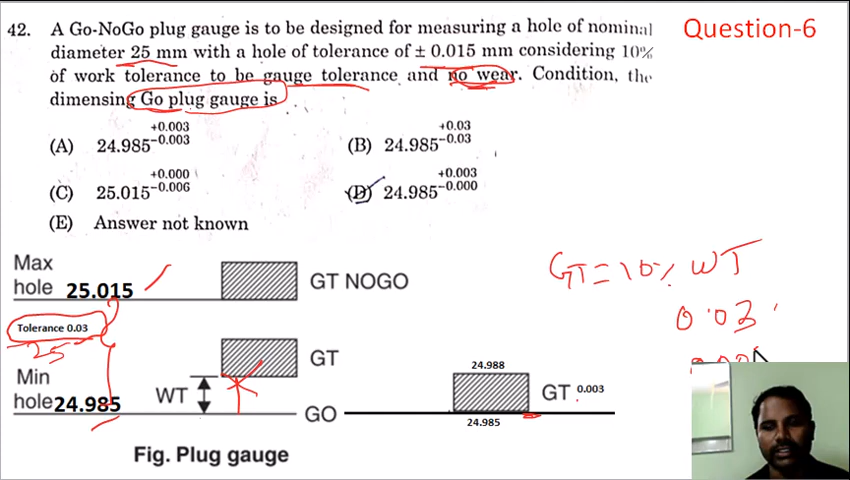 Question-6
42. A Go-NoGo plug gauge is to be designed for measuring a hole of nominal
diameter 25 mm with a hole of tolerance of ± 0.015 mm considering 10%
of work tolerance to be gauge tolerance and no wear. Condition, the
dimensing Go plug gauge is
(A) 24.985 +0.003 −0.003
(B) 24.985 +0.03 −0.03
(C) 25.015 +0.000 −0.006
(D) 24.985 +0.003 −0.000
(E) Answer not known
Max
hole 25.015
GT NOGO
GT = 10% WT
0.03
Tolerance 0.03
25
GT
Min
hole 24.985
WT
GO
24.988
GT 0.003
24.985
Fig. Plug gauge